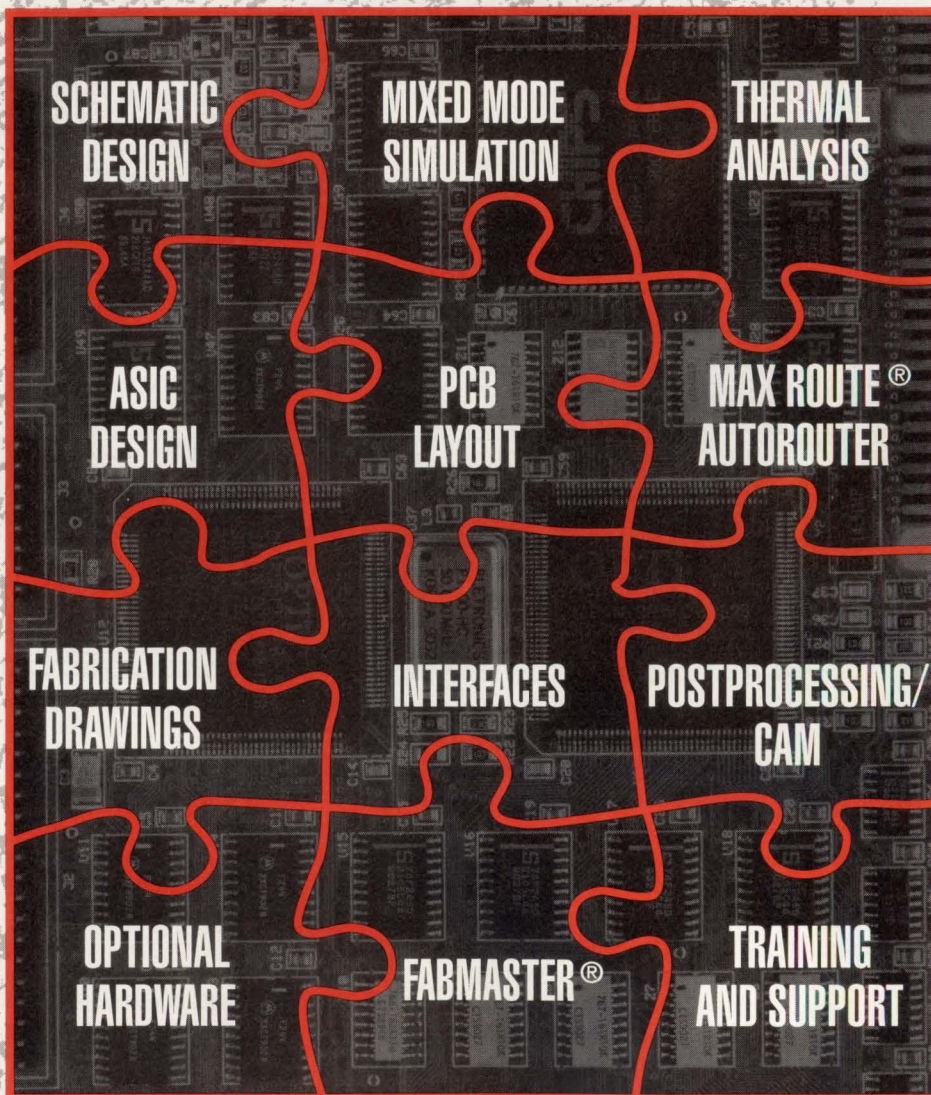 SCHEMATIC
DESIGN
MIXED MODE
SIMULATION
THERMAL
ANALYSIS
ASIC
DESIGN
PCB
LAYOUT
MAX ROUTE®
AUTOROUTER
FABRICATION
DRAWINGS
INTERFACES
POSTPROCESSING/
CAM
OPTIONAL
HARDWARE
FABMASTER®
TRAINING
AND SUPPORT